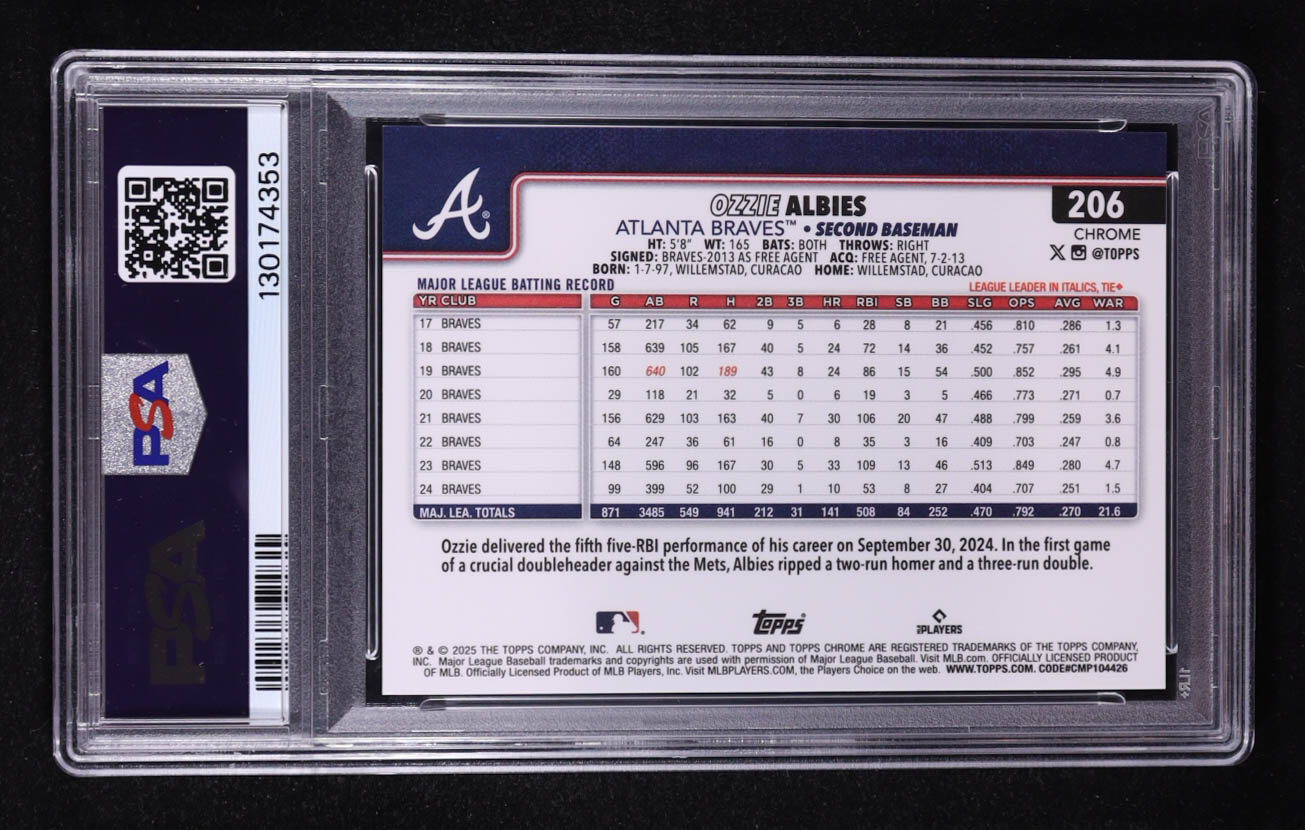 130174353
PSA
PSA
A®
OZZIE ALBIES
ATLANTA BRAVES™ • SECOND BASEMAN
HT: 5'8" WT: 165 BATS: BOTH THROWS: RIGHT
SIGNED: BRAVES-2013 AS FREE AGENT ACQ: FREE AGENT, 7-2-13
BORN: 1-7-97, WILLEMSTAD, CURACAO HOME: WILLEMSTAD, CURACAO
206
CHROME
X @TOPPS
MAJOR LEAGUE BATTING RECORD LEAGUE LEADER IN ITALICS, TIE◆
YR CLUB G AB R H 2B 3B HR RBI SB BB SLG OPS AVG WAR
17 BRAVES 57 217 34 62 9 5 6 28 8 21 .456 .810 .286 1.3
18 BRAVES 158 639 105 167 40 5 24 72 14 36 .452 .757 .261 4.1
19 BRAVES 160 640 102 189 43 8 24 86 15 54 .500 .852 .295 4.9
20 BRAVES 29 118 21 32 5 0 6 19 3 5 .466 .773 .271 0.7
21 BRAVES 156 629 103 163 40 7 30 106 20 47 .488 .799 .259 3.6
22 BRAVES 64 247 36 61 16 0 8 35 3 16 .409 .703 .247 0.8
23 BRAVES 148 596 96 167 30 5 33 109 13 46 .513 .849 .280 4.7
24 BRAVES 99 399 52 100 29 1 10 53 8 27 .404 .707 .251 1.5
MAJ. LEA. TOTALS 871 3485 549 941 212 31 141 508 84 252 .470 .792 .270 21.6
Ozzie delivered the fifth five-RBI performance of his career on September 30, 2024. In the first game
of a crucial doubleheader against the Mets, Albies ripped a two-run homer and a three-run double.
Topps® PLAYERS
® & © 2025 THE TOPPS COMPANY, INC. ALL RIGHTS RESERVED. TOPPS AND TOPPS CHROME ARE REGISTERED TRADEMARKS OF THE TOPPS COMPANY,
INC. Major League Baseball trademarks and copyrights are used with permission of Major League Baseball. Visit MLB.com. OFFICIALLY LICENSED PRODUCT
OF MLB. Officially Licensed Product of MLB Players, Inc. Visit MLBPLAYERS.COM, the Players Choice on the web. WWW.TOPPS.COM. CODE#CMP104426